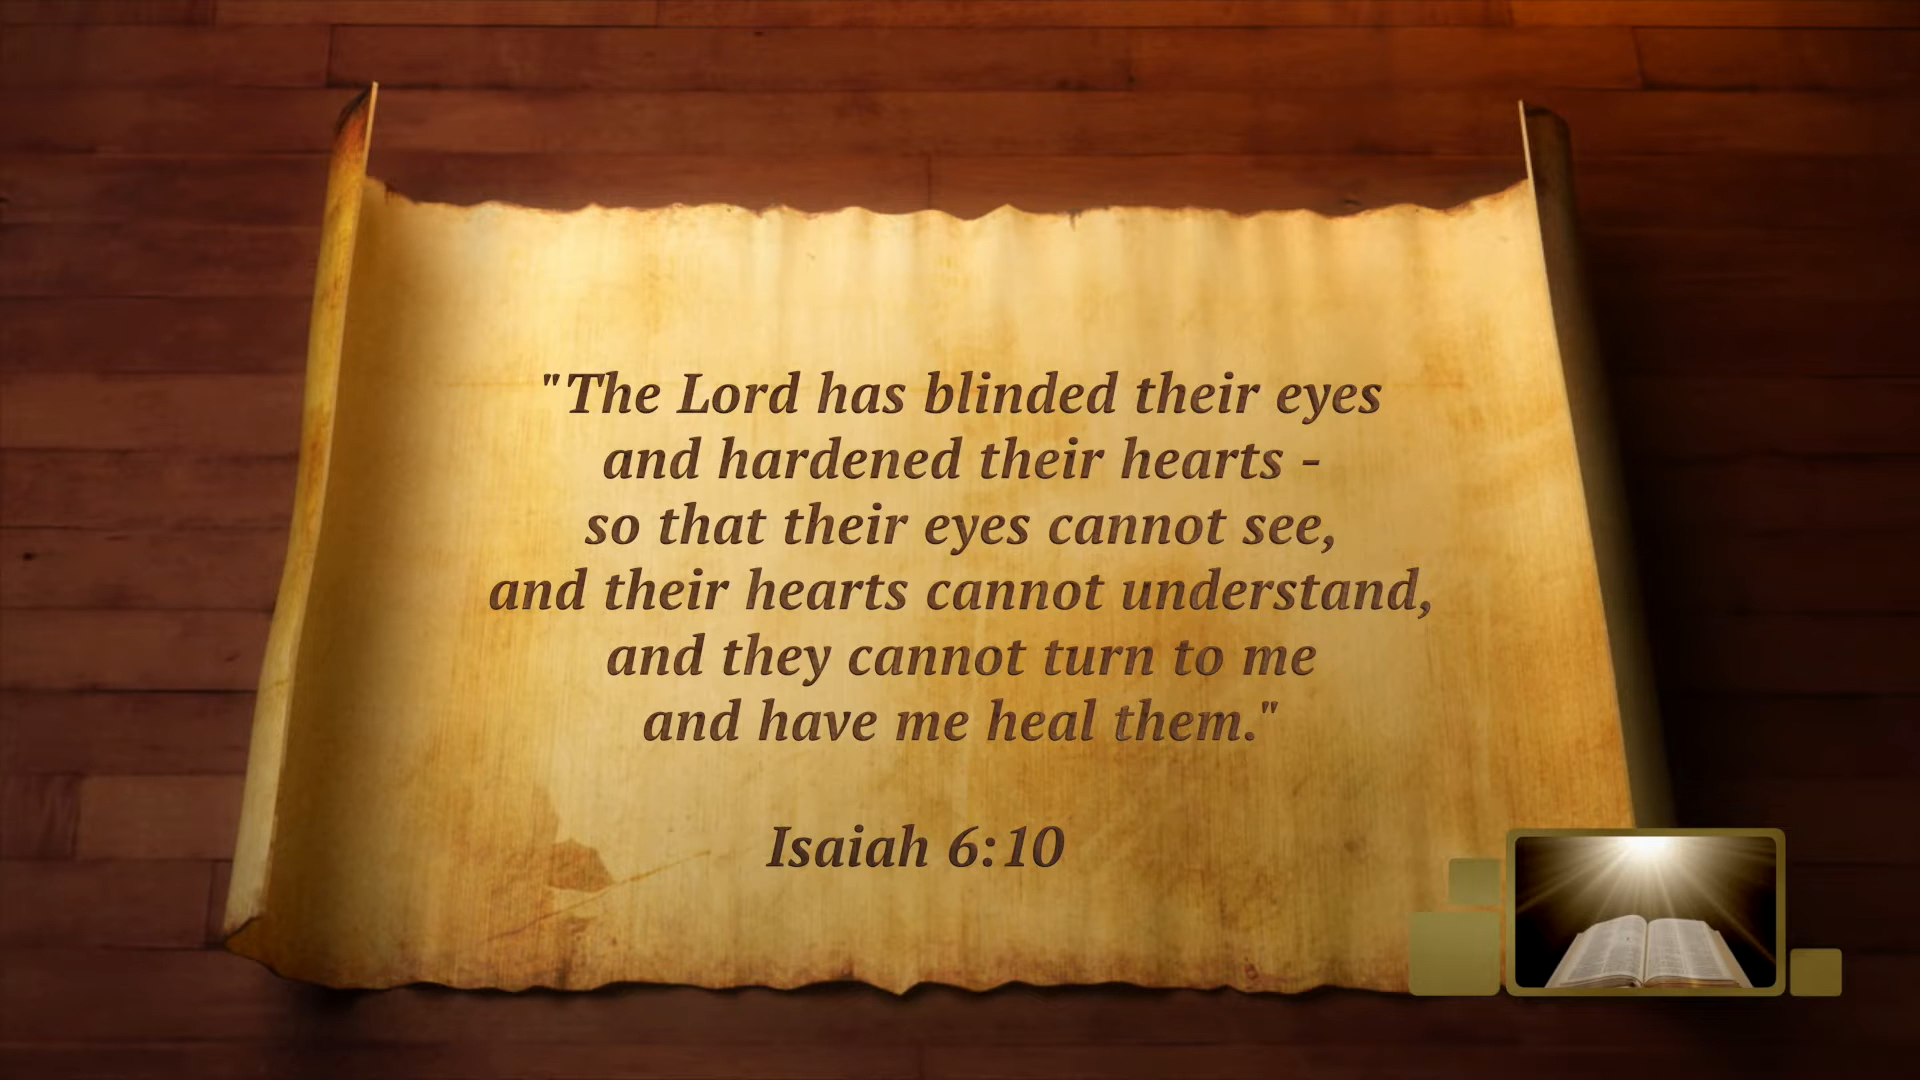 "The Lord has blinded their eyes
and hardened their hearts -
so that their eyes cannot see,
and their hearts cannot understand,
and they cannot turn to me
and have me heal them."
Isaiah 6:10